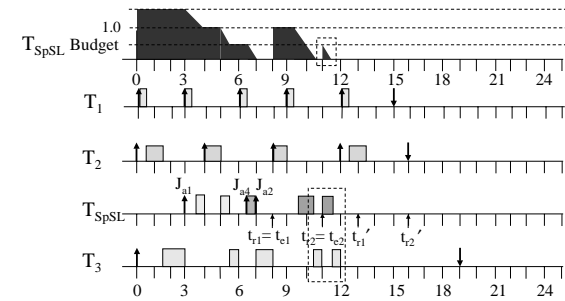 1.0
T_SpSL Budget
0 3 6 9 12 15 18 21 24
T_1
T_2
J_a1 J_a4 J_a2
T_SpSL
t_r1= t_e1 t_r2= t_e2 t_r1′ t_r2′
T_3
0 3 6 9 12 15 18 21 24